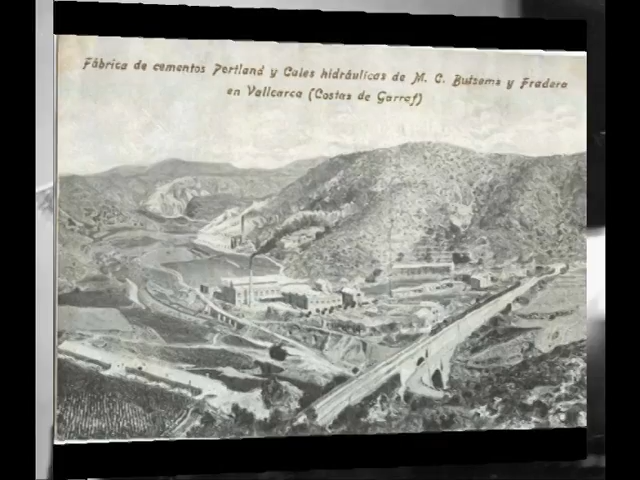 Fábrica de cementos Portland y Cales hidráulicas de M. C. Butsems y Fradera
en Vallcarca (Costas de Garraf)